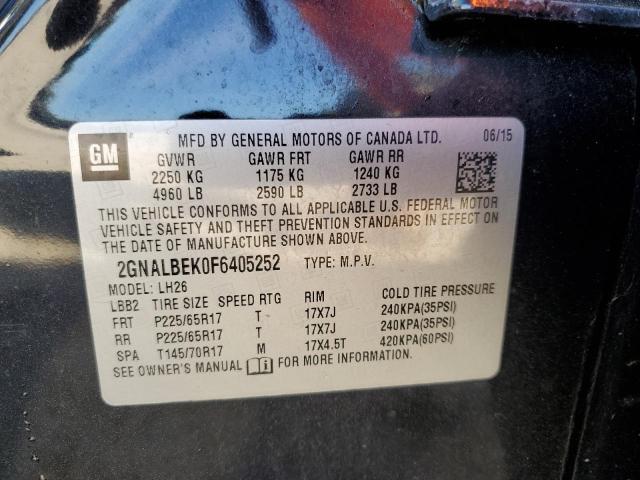 GM
MFD BY GENERAL MOTORS OF CANADA LTD. 06/15
GVWR GAWR FRT GAWR RR
2250 KG 1175 KG 1240 KG
4960 LB 2590 LB 2733 LB
THIS VEHICLE CONFORMS TO ALL APPLICABLE U.S. FEDERAL MOTOR
VEHICLE SAFETY AND THEFT PREVENTION STANDARDS IN EFFECT ON
THE DATE OF MANUFACTURE SHOWN ABOVE.
2GNALBEK0F6405252 TYPE: M.P.V.
MODEL: LH26
LBB2 TIRE SIZE SPEED RTG RIM COLD TIRE PRESSURE
FRT P225/65R17 T 17X7J 240KPA(35PSI)
RR P225/65R17 T 17X7J 240KPA(35PSI)
SPA T145/70R17 M 17X4.5T 420KPA(60PSI)
SEE OWNER'S MANUAL FOR MORE INFORMATION.